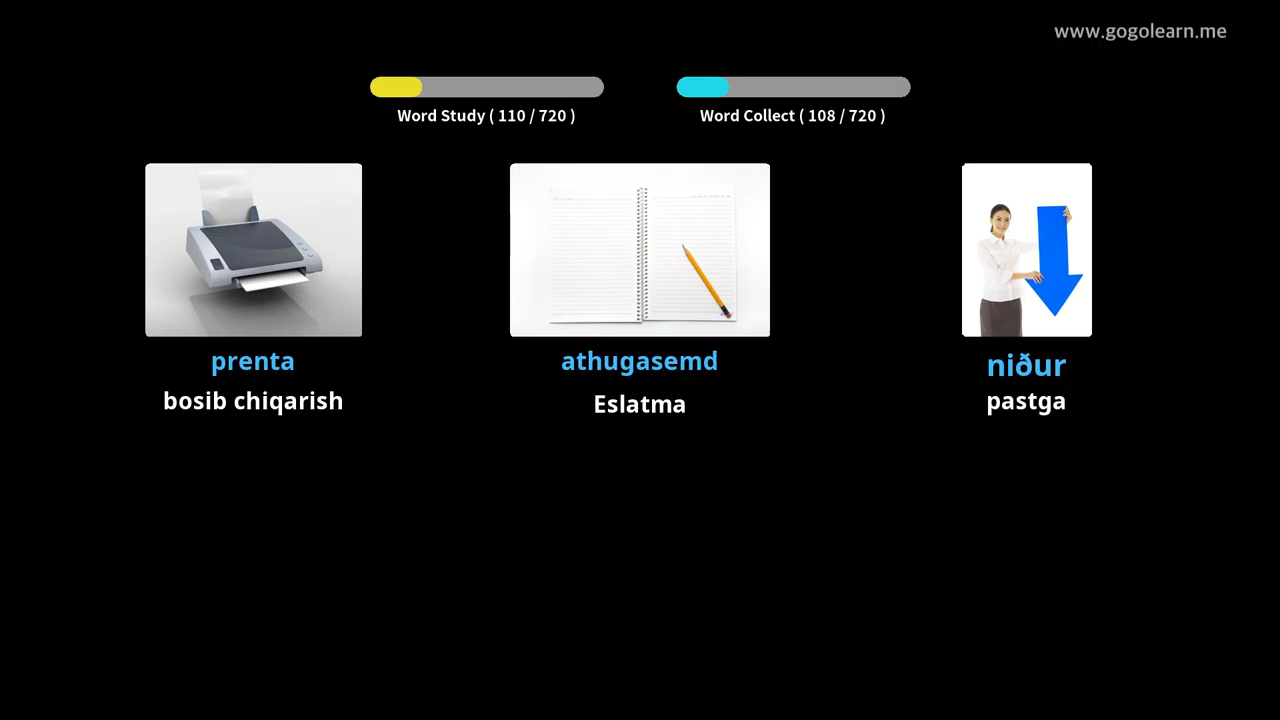 www.gogolearn.me
Word Study ( 110 / 720 )
Word Collect ( 108 / 720 )
prenta
bosib chiqarish
athugasemd
Eslatma
niður
pastga